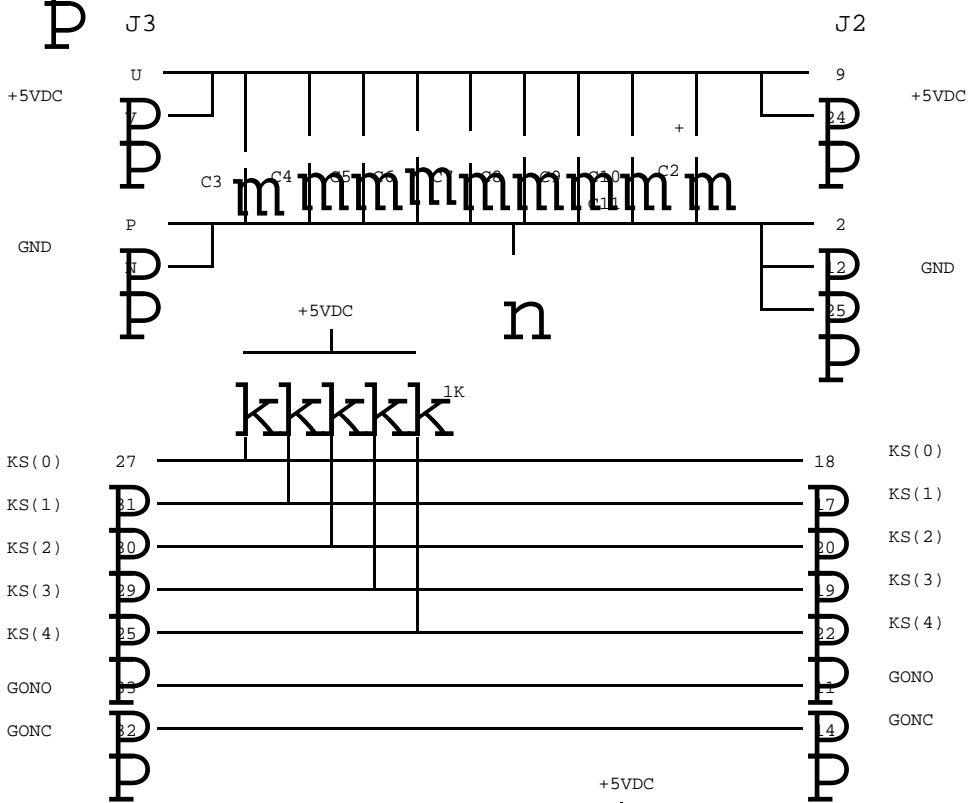 P J3 J2
U 9
+5VDC +5VDC
P V P 24
P P
+
C3 m C4 m C5 m C6 m C7 m C8 m C9 m C10 m C2 m
C11
P 2
GND GND
P N P 12
P P 25
P
+5VDC
n
k k k k k 1K
KS(0) 27 18 KS(0)
KS(1) P 31 P 17 KS(1)
KS(2) P 30 P 20 KS(2)
KS(3) P 29 P 19 KS(3)
KS(4) P 25 P 22 KS(4)
GONO P 33 P 11 GONO
GONC P 32 P 14 GONC
P P
+5VDC